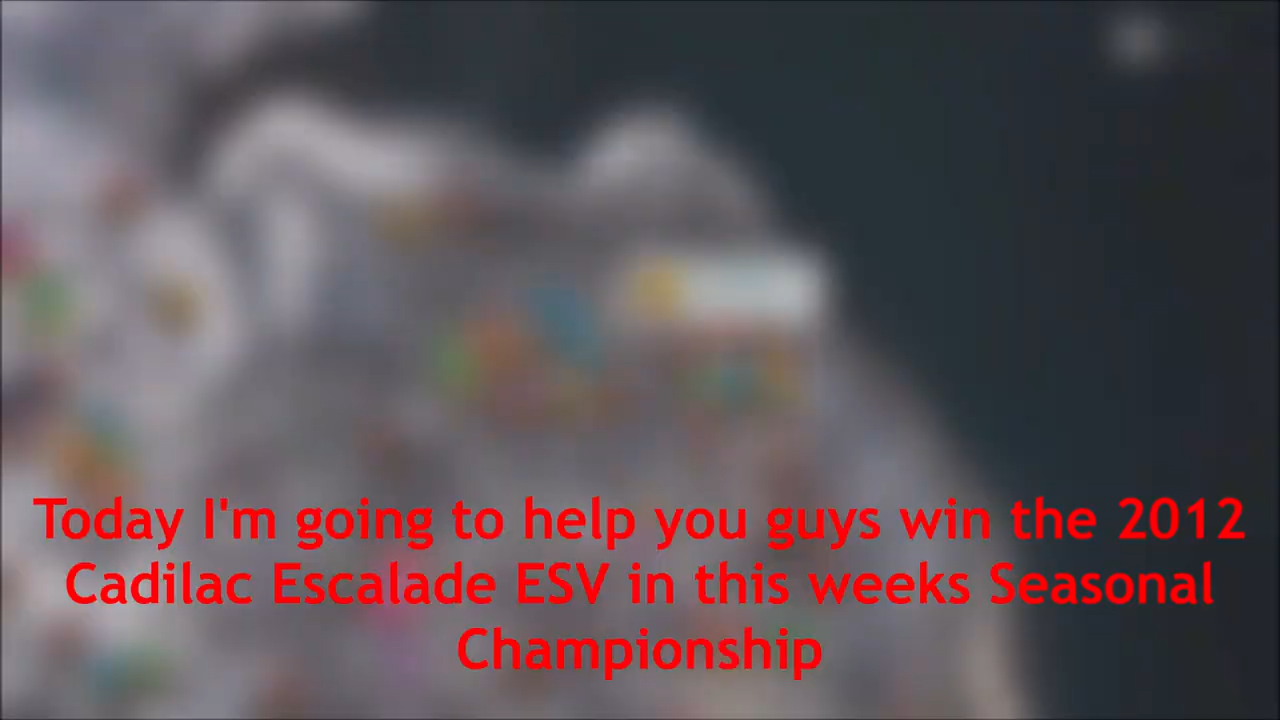 Today I'm going to help you guys win the 2012
Cadilac Escalade ESV in this weeks Seasonal
Championship